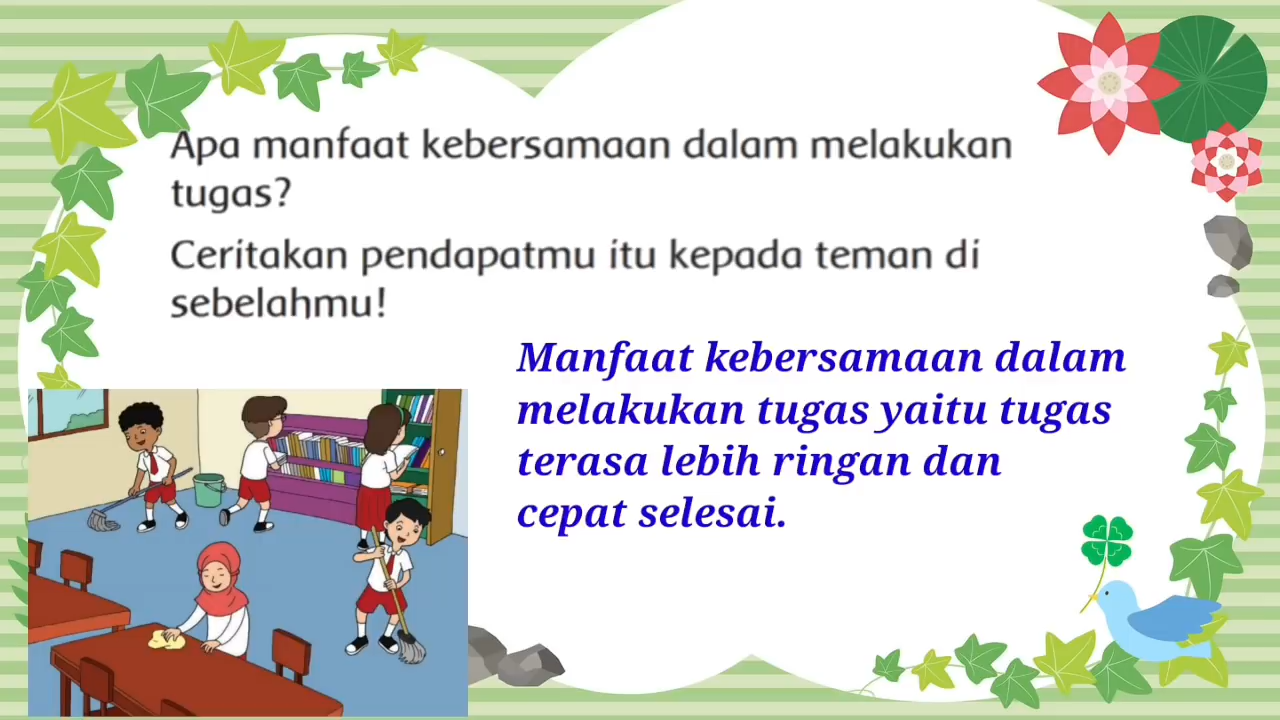 Apa manfaat kebersamaan dalam melakukan
tugas?
Ceritakan pendapatmu itu kepada teman di
sebelahmu!
Manfaat kebersamaan dalam
melakukan tugas yaitu tugas
terasa lebih ringan dan
cepat selesai.